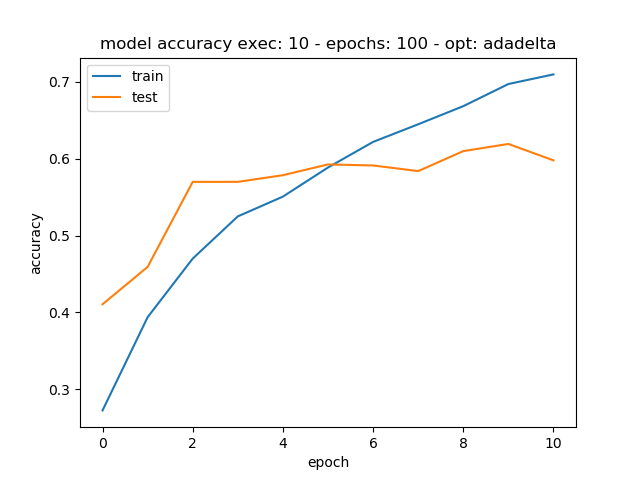 model accuracy exec: 10 - epochs: 100 - opt: adadelta
train
test
0.7
0.6
0.5
0.4
0.3
accuracy
0 2 4 6 8 10
epoch